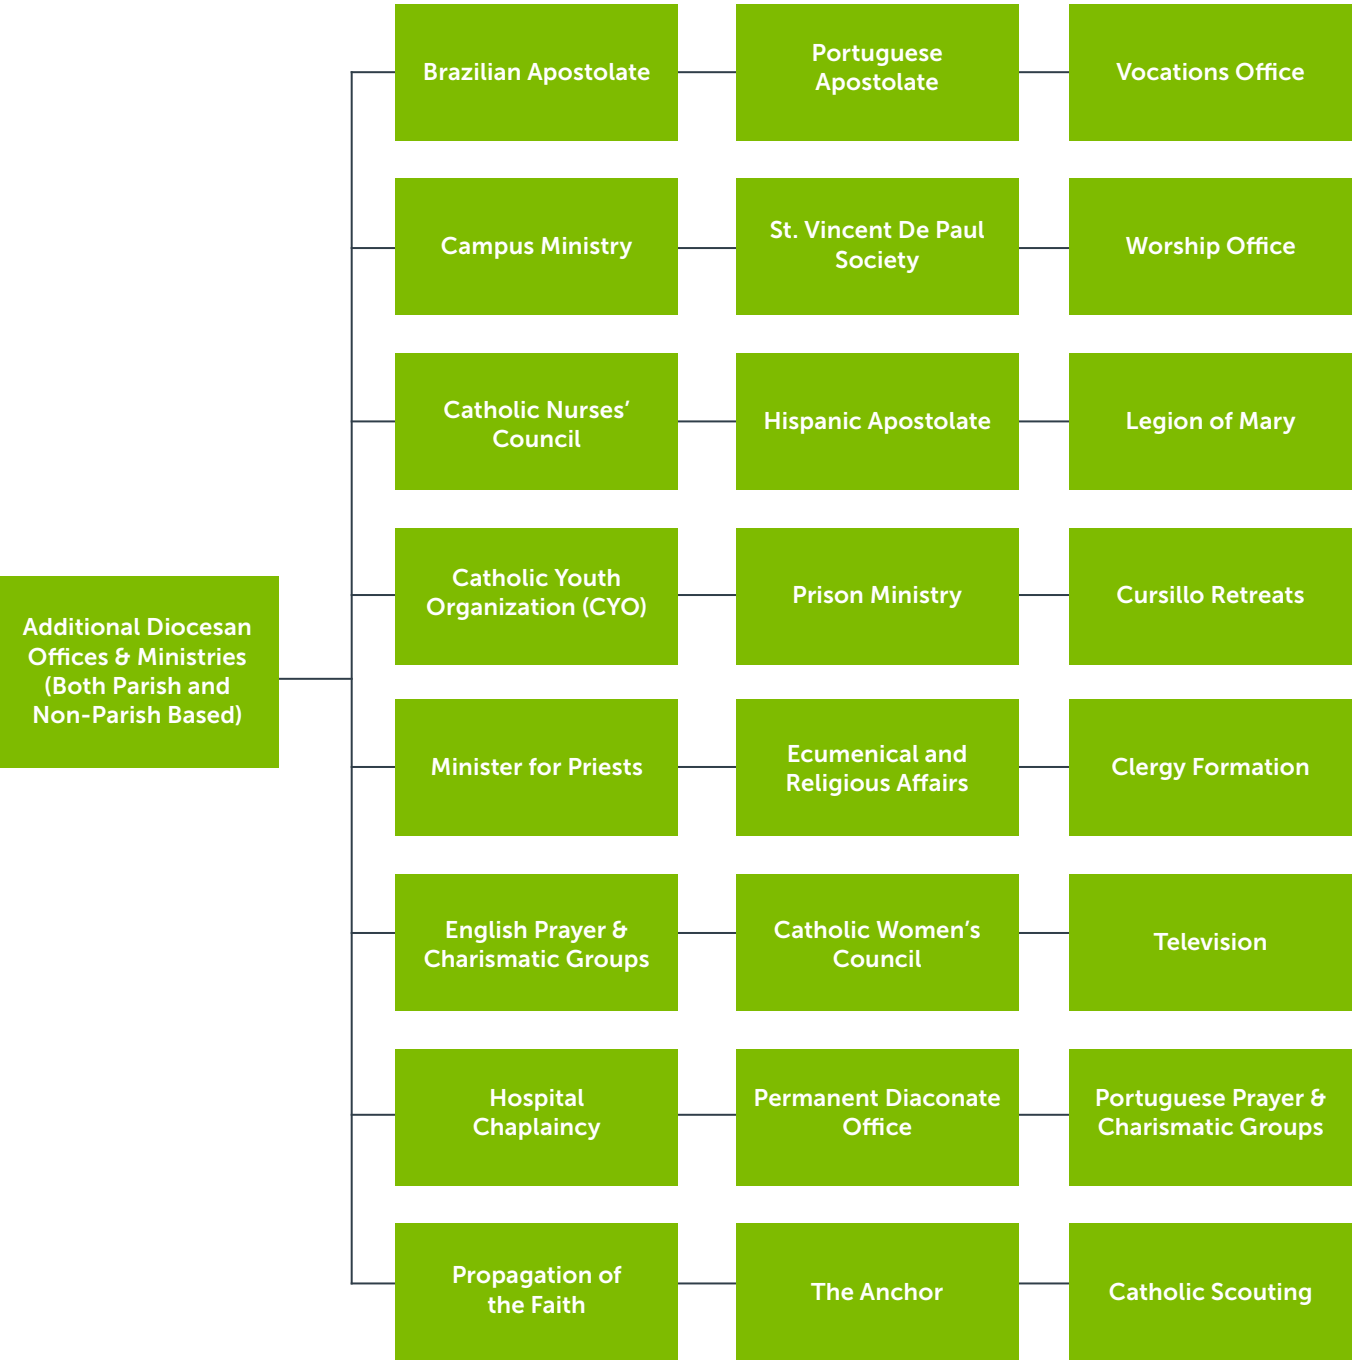 Brazilian Apostolate
Portuguese
Apostolate
Vocations Office
Campus Ministry
St. Vincent De Paul
Society
Worship Office
Catholic Nurses’
Council
Hispanic Apostolate
Legion of Mary
Catholic Youth
Organization (CYO)
Prison Ministry
Cursillo Retreats
Additional Diocesan
Offices & Ministries
(Both Parish and
Non-Parish Based)
Minister for Priests
Ecumenical and
Religious Affairs
Clergy Formation
English Prayer &
Charismatic Groups
Catholic Women’s
Council
Television
Hospital
Chaplaincy
Permanent Diaconate
Office
Portuguese Prayer &
Charismatic Groups
Propagation of
the Faith
The Anchor
Catholic Scouting